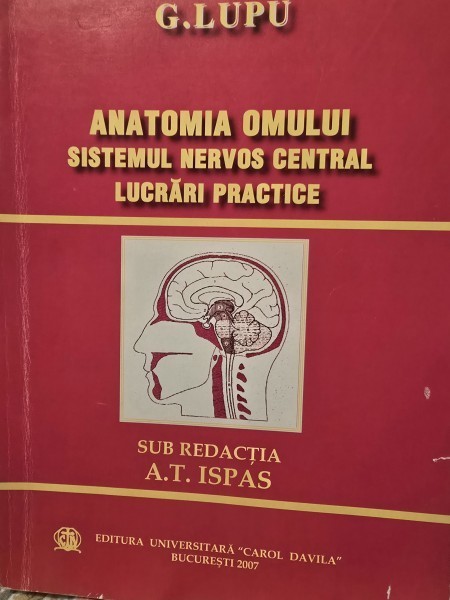 G.LUPU
ANATOMIA OMULUI
SISTEMUL NERVOS CENTRAL
LUCRĂRI PRACTICE
SUB REDACȚIA
A.T. ISPAS
EDITURA UNIVERSITARĂ "CAROL DAVILA"
BUCUREȘTI 2007